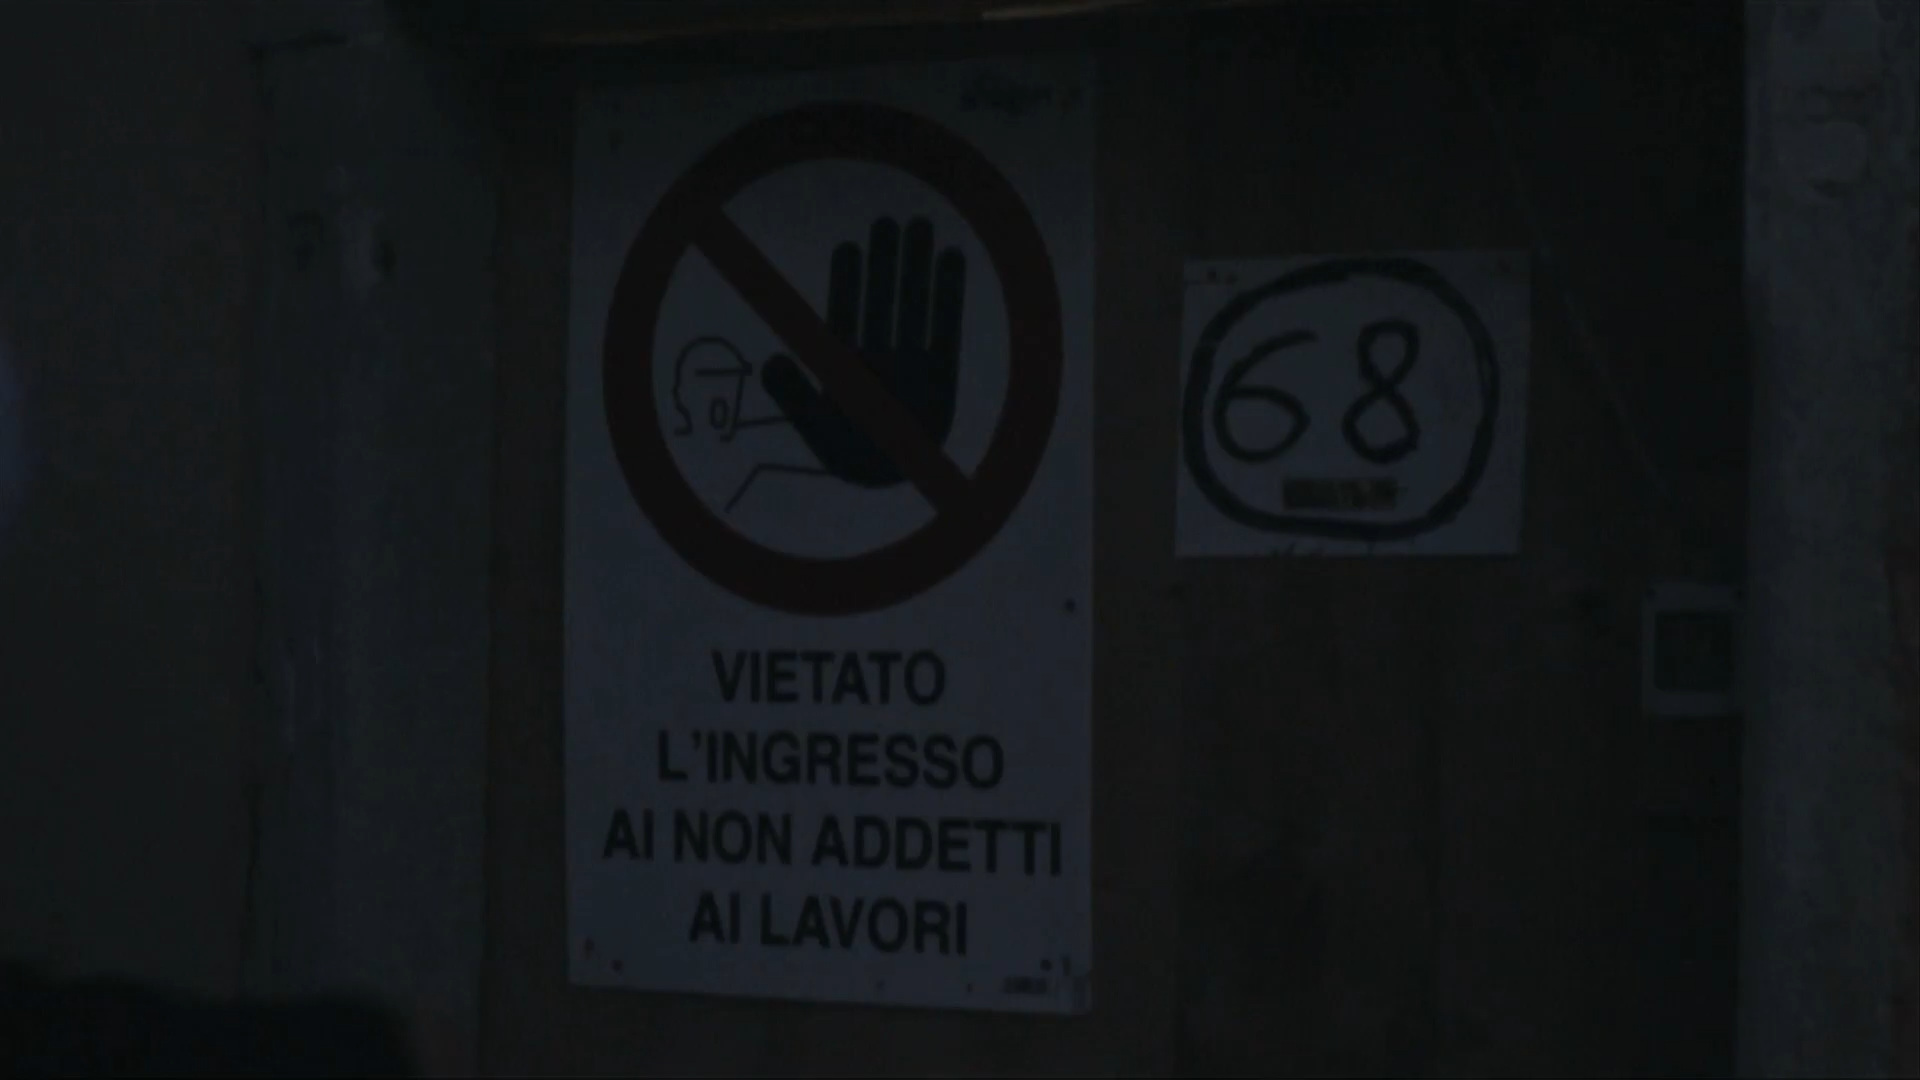 VIETATO
L'INGRESSO
AI NON ADDETTI
AI LAVORI
68